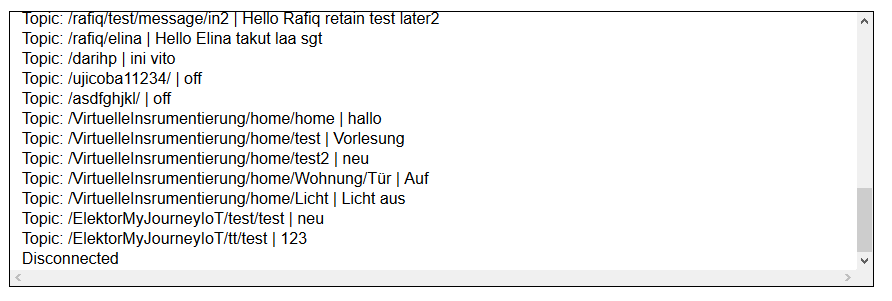 Topic: /rafiq/test/message/in2 | Hello Rafiq retain test later2
Topic: /rafiq/elina | Hello Elina takut laa sgt
Topic: /darihp | ini vito
Topic: /ujicoba11234/ | off
Topic: /asdfghjkl/ | off
Topic: /VirtuelleInsrumentierung/home/home | hallo
Topic: /VirtuelleInsrumentierung/home/test | Vorlesung
Topic: /VirtuelleInsrumentierung/home/test2 | neu
Topic: /VirtuelleInsrumentierung/home/Wohnung/Tür | Auf
Topic: /VirtuelleInsrumentierung/home/Licht | Licht aus
Topic: /ElektorMyJourneyIoT/test/test | neu
Topic: /ElektorMyJourneyIoT/tt/test | 123
Disconnected